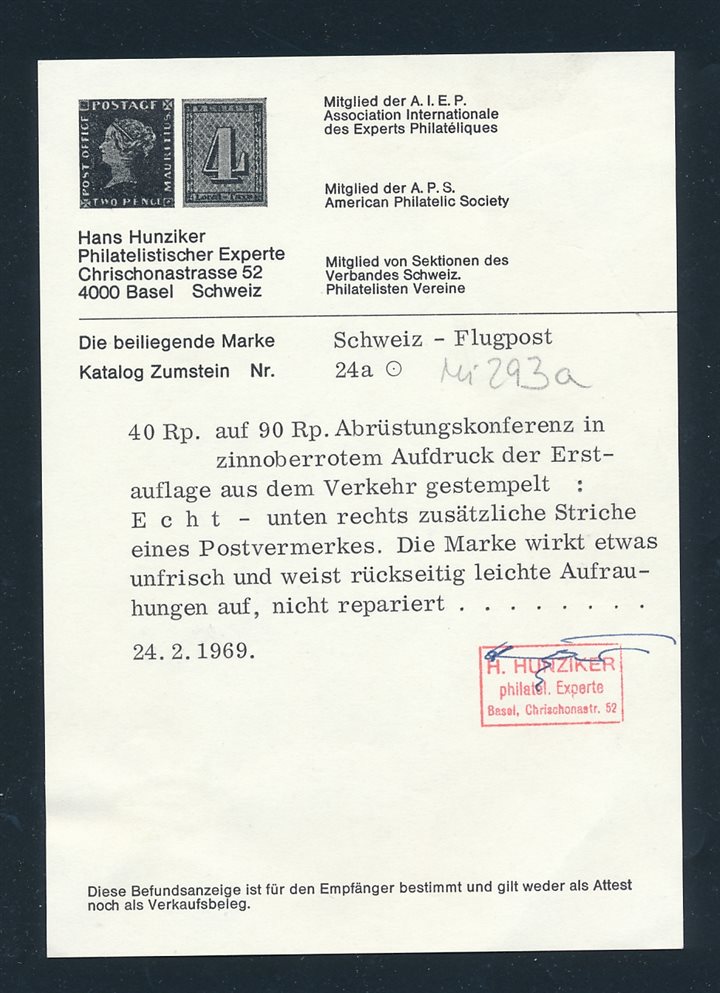 POSTAGE
POST OFFICE
MAURITIUS
TWO PENCE
ZÜRICH
4
Local-Taxe
Mitglied der A. I. E. P.
Association Internationale
des Experts Philatéliques
Mitglied der A. P. S.
American Philatelic Society
Hans Hunziker
Philatelistischer Experte
Chrischonastrasse 52
4000 Basel Schweiz
Mitglied von Sektionen des
Verbandes Schweiz.
Philatelisten Vereine
Die beiliegende Marke Schweiz - Flugpost
Katalog Zumstein Nr. 24a ⊙ Mi 293a
40 Rp. auf 90 Rp. Abrüstungskonferenz in
zinnoberrotem Aufdruck der Erst-
auflage aus dem Verkehr gestempelt :
E c h t - unten rechts zusätzliche Striche
eines Postvermerkes. Die Marke wirkt etwas
unfrisch und weist rückseitig leichte Aufrau-
hungen auf, nicht repariert . . . . . . . .
24. 2. 1969.
H. HUNZIKER
philatel. Experte
Basel, Chrischonastr. 52
Diese Befundsanzeige ist für den Empfänger bestimmt und gilt weder als Attest
noch als Verkaufsbeleg.